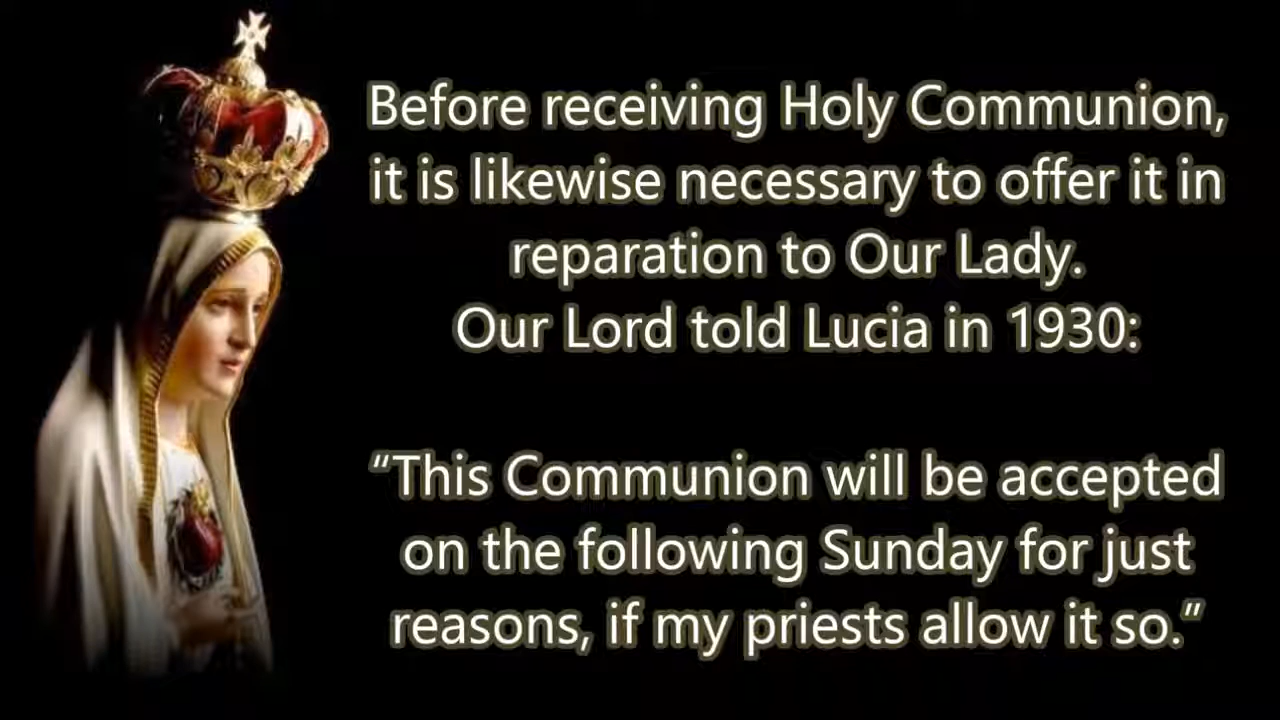 Before receiving Holy Communion,
it is likewise necessary to offer it in
reparation to Our Lady.
Our Lord told Lucia in 1930:
“This Communion will be accepted
on the following Sunday for just
reasons, if my priests allow it so.”